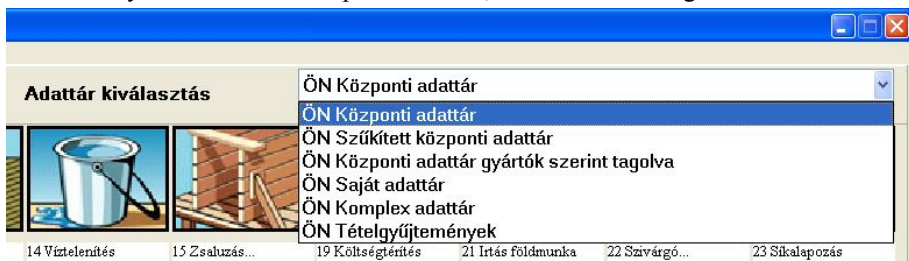 Adattár kiválasztás
ÖN Központi adattár
ÖN Központi adattár
ÖN Szűkített központi adattár
ÖN Központi adattár gyártók szerint tagolva
ÖN Saját adattár
ÖN Komplex adattár
ÖN Tételgyűjtemények
14 Víztelenítés
15 Zsaluzás...
19 Költségtérítés
21 Irtás földmunka
22 Szivárgó...
23 Síkalapozás